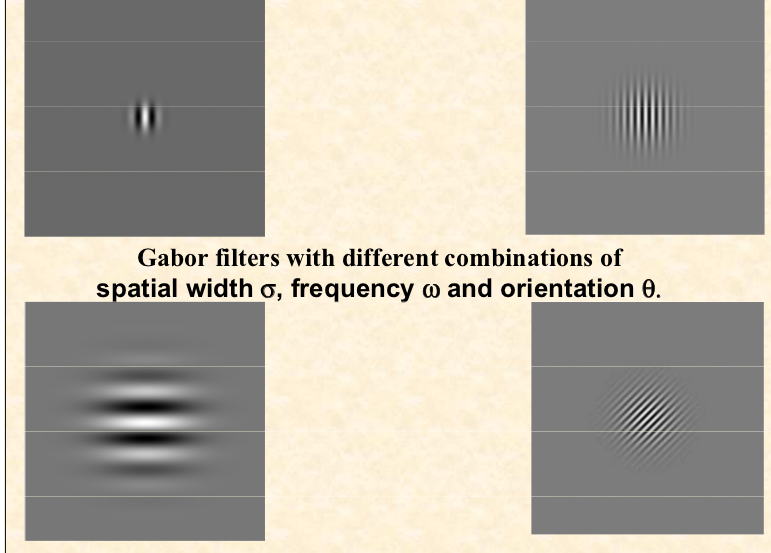 Gabor filters with different combinations of
spatial width σ, frequency ω and orientation θ.